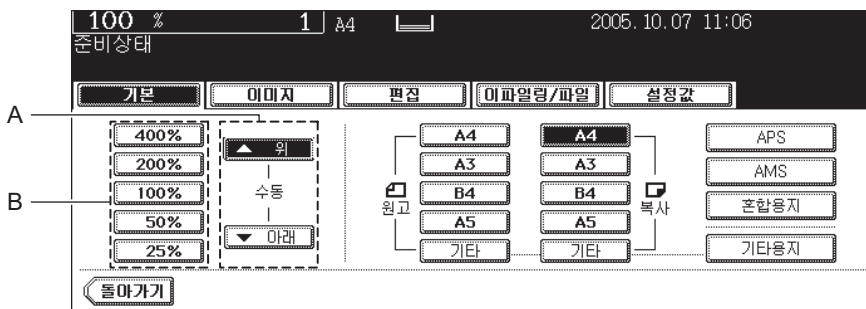 100 % 1 A4 2005.10.07 11:06
준비상태
기본 이미지 편집 이파일링/파일 설정값
A
400% 위 A4 A4 APS
200% A3 A3 AMS
B 100% 수동 원고 B4 B4 복사 혼합용지
50% A5 A5
25% 아래 기타 기타 기타용지
돌아가기